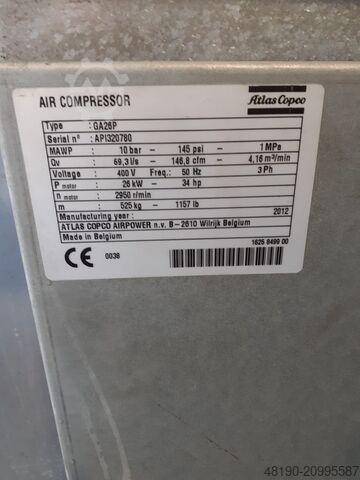 AIR COMPRESSOR Atlas Copco
Type : GA26P
Serial n° : API320780
MAWP : 10 bar – 145 psi – 1 MPa
Qv : 69,3 l/s – 146,8 cfm – 4,16 m³/min
Voltage : 400 V Freq.: 50 Hz 3 Ph
P motor : 26 kW – 34 hp
n motor : 2950 r/min
m : 525 kg – 1157 lb
Manufacturing year : 2012
ATLAS COPCO AIRPOWER n.v. B-2610 Wilrijk Belgium
Made in Belgium
1625 8499 00
CE 0038
48190-20995587